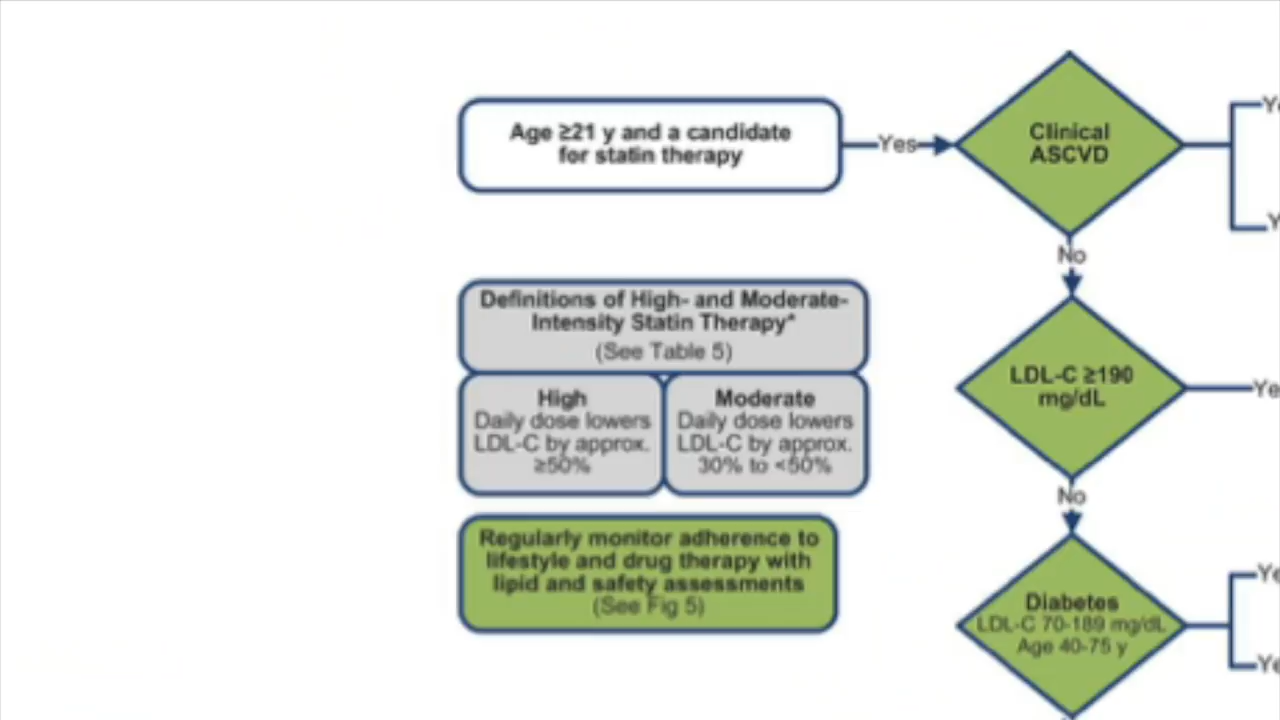 Age ≥21 y and a candidate
for statin therapy
Yes
Clinical
ASCVD
No
Definitions of High- and Moderate-
Intensity Statin Therapy*
(See Table 5)
High
Daily dose lowers
LDL-C by approx.
≥50%
Moderate
Daily dose lowers
LDL-C by approx.
30% to <50%
LDL-C ≥190
mg/dL
No
Regularly monitor adherence to
lifestyle and drug therapy with
lipid and safety assessments
(See Fig 5)
Diabetes
LDL-C 70-189 mg/dL
Age 40-75 y